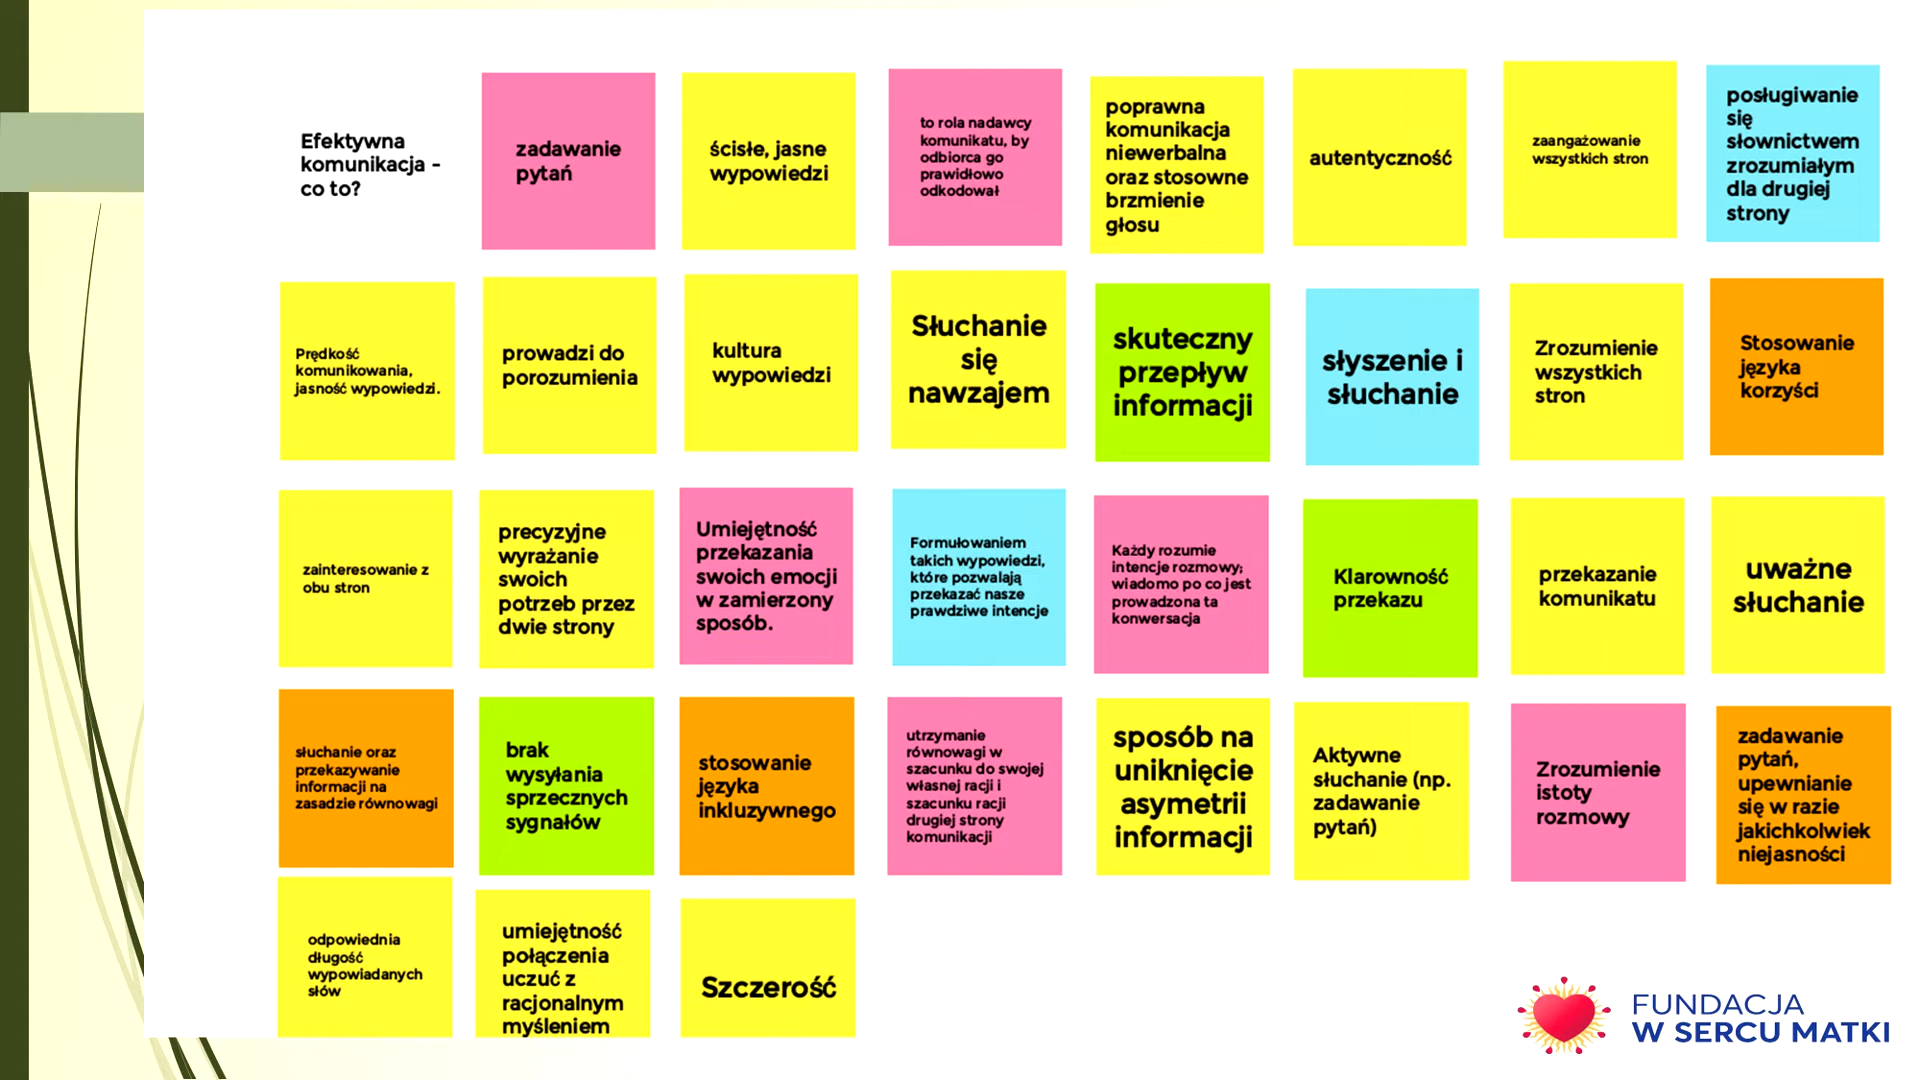 Efektywna
komunikacja -
co to?
zadawanie
pytań
ścisłe, jasne
wypowiedzi
to rola nadawcy
komunikatu, by
odbiorca go
prawidłowo
odkodował
poprawna
komunikacja
niewerbalna
oraz stosowne
brzmienie
głosu
autentyczność
zaangażowanie
wszystkich stron
posługiwanie
się
słownictwem
zrozumiałym
dla drugiej
strony
Prędkość
komunikowania,
jasność wypowiedzi.
prowadzi do
porozumienia
kultura
wypowiedzi
Słuchanie
się
nawzajem
skuteczny
przepływ
informacji
słyszenie i
słuchanie
Zrozumienie
wszystkich
stron
Stosowanie
języka
korzyści
zainteresowanie z
obu stron
precyzyjne
wyrażanie
swoich
potrzeb przez
dwie strony
Umiejętność
przekazania
swoich emocji
w zamierzony
sposób.
Formułowaniem
takich wypowiedzi,
które pozwalają
przekazać nasze
prawdziwe intencje
Każdy rozumie
intencje rozmowy;
wiadomo po co jest
prowadzona ta
konwersacja
Klarowność
przekazu
przekazanie
komunikatu
uważne
słuchanie
słuchanie oraz
przekazywanie
informacji na
zasadzie równowagi
brak
wysyłania
sprzecznych
sygnałów
stosowanie
języka
inkluzywnego
utrzymanie
równowagi w
szacunku do swojej
własnej racji i
szacunku racji
drugiej strony
komunikacji
sposób na
uniknięcie
asymetrii
informacji
Aktywne
słuchanie (np.
zadawanie
pytań)
Zrozumienie
istoty
rozmowy
zadawanie
pytań,
upewnianie
się w razie
jakichkolwiek
niejasności
odpowiednia
długość
wypowiadanych
słów
umiejętność
połączenia
uczuć z
racjonalnym
myśleniem
Szczerość
FUNDACJA
W SERCU MATKI